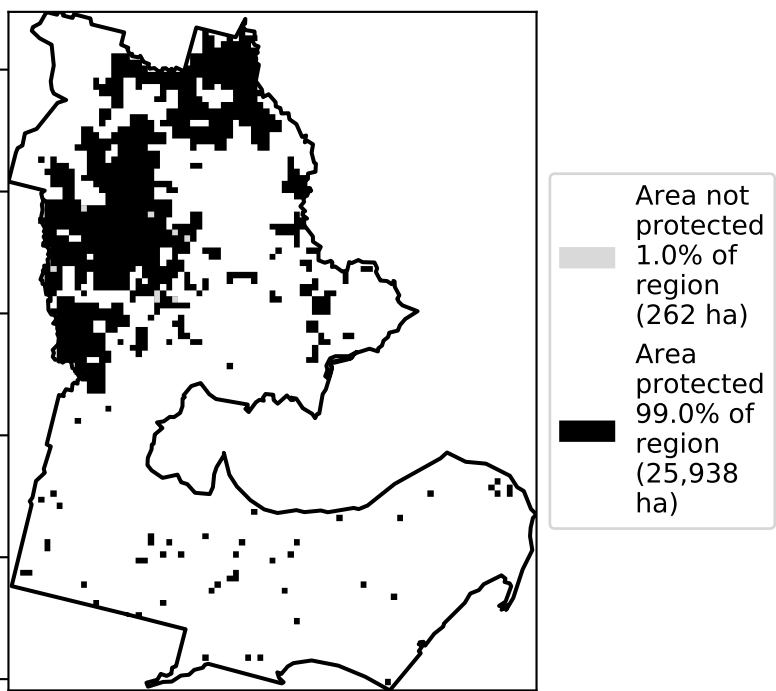 Area not
protected
1.0% of
region
(262 ha)
Area
protected
99.0% of
region
(25,938
ha)